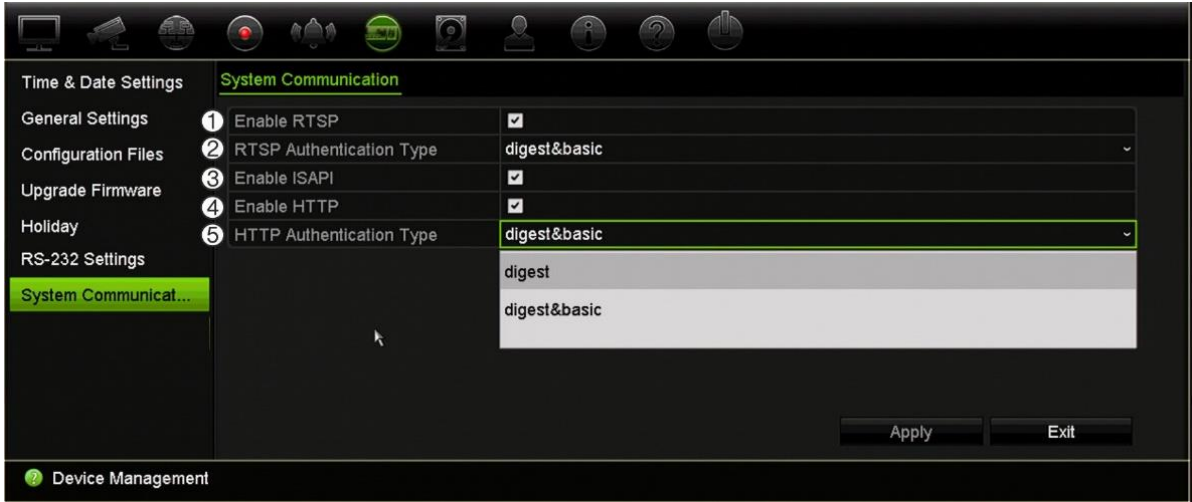 Time & Date Settings
System Communication
General Settings
① Enable RTSP
Configuration Files
② RTSP Authentication Type digest&basic
③ Enable ISAPI
Upgrade Firmware
④ Enable HTTP
Holiday
⑤ HTTP Authentication Type digest&basic
RS-232 Settings
digest
System Communicat...
digest&basic
Apply Exit
Device Management